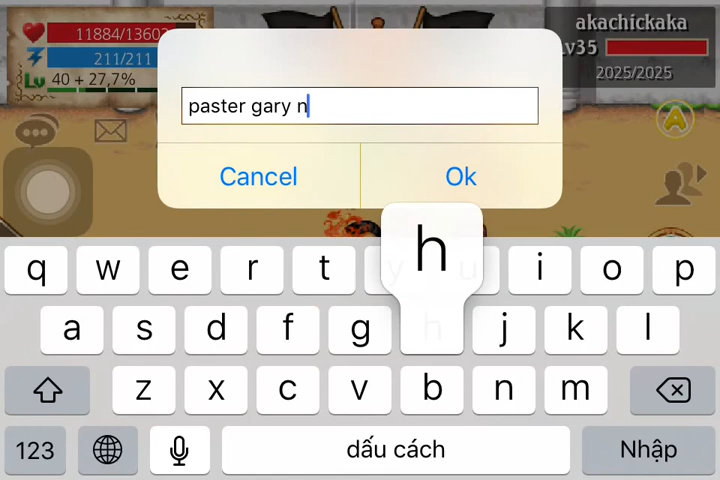 11884/13602
akachickaka
211/211
Lv35
Lv 40 + 27,7%
2025/2025
paster gary n
A
Cancel
Ok
h
q w e r t y u i o p
a s d f g h j k l
z x c v b n m
123
dấu cách
Nhập